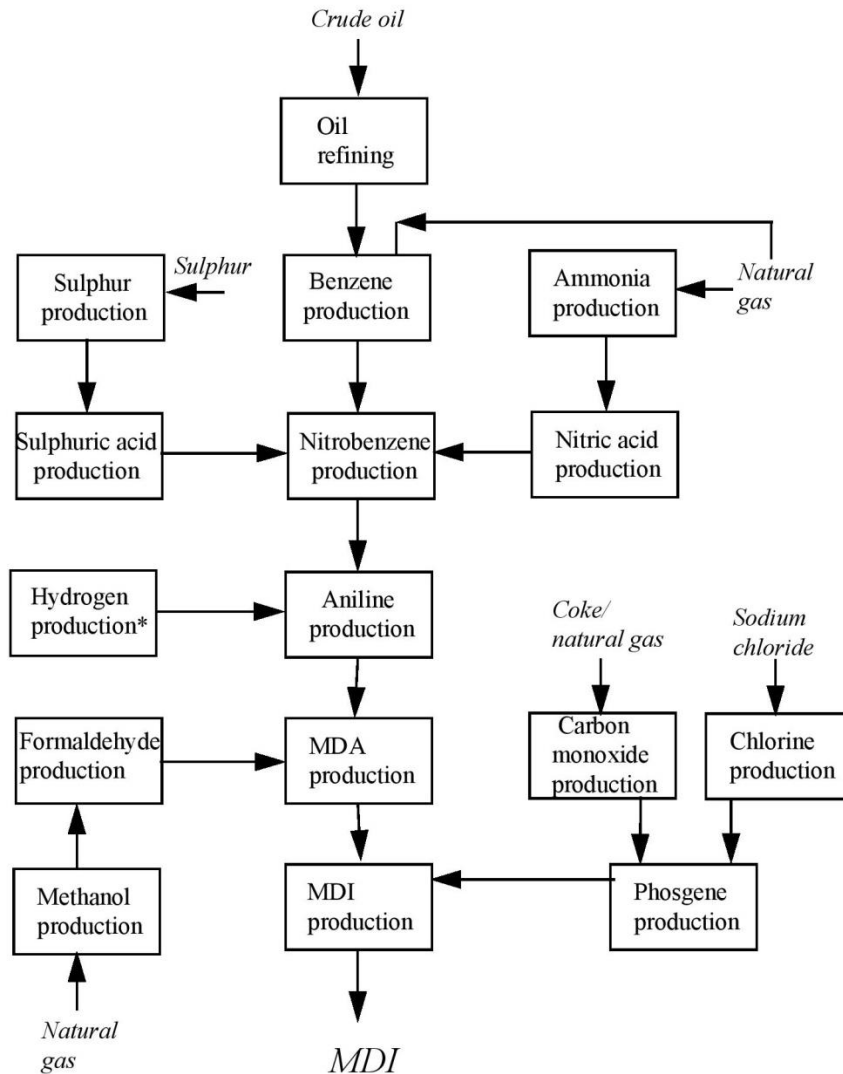 Crude oil
Oil
refining
Sulphur
production
Sulphur
Benzene
production
Ammonia
production
Natural
gas
Sulphuric acid
production
Nitrobenzene
production
Nitric acid
production
Hydrogen
production*
Aniline
production
Coke/
natural gas
Sodium
chloride
Formaldehyde
production
MDA
production
Carbon
monoxide
production
Chlorine
production
Methanol
production
MDI
production
Phosgene
production
Natural
gas
MDI